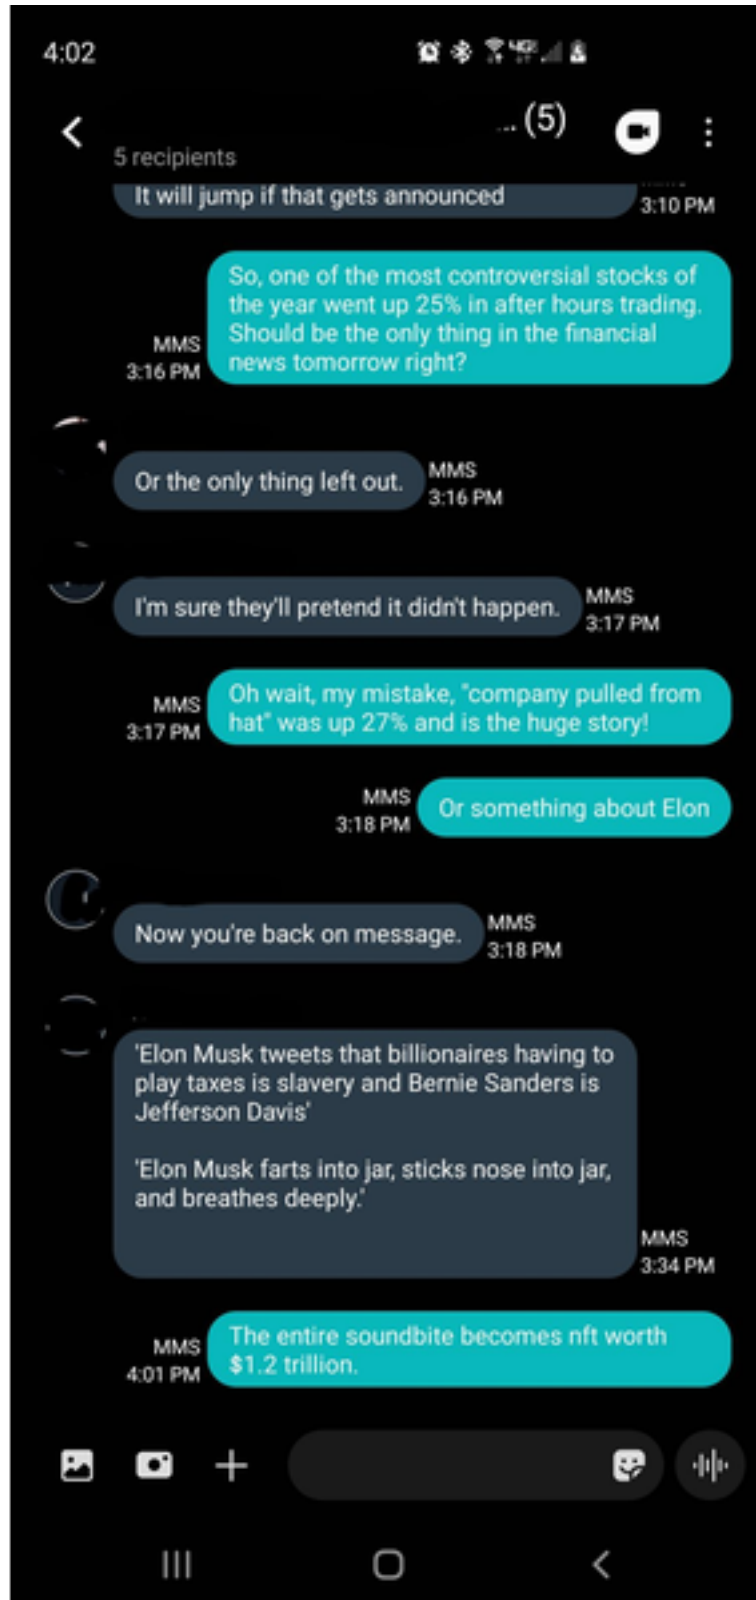 4:02
... (5)
5 recipients
It will jump if that gets announced
3:10 PM
So, one of the most controversial stocks of
the year went up 25% in after hours trading.
Should be the only thing in the financial
news tomorrow right?
MMS
3:16 PM
Or the only thing left out.
MMS
3:16 PM
I'm sure they'll pretend it didn't happen.
MMS
3:17 PM
Oh wait, my mistake, "company pulled from
hat" was up 27% and is the huge story!
MMS
3:17 PM
Or something about Elon
MMS
3:18 PM
Now you're back on message.
MMS
3:18 PM
'Elon Musk tweets that billionaires having to
play taxes is slavery and Bernie Sanders is
Jefferson Davis'
'Elon Musk farts into jar, sticks nose into jar,
and breathes deeply.'
MMS
3:34 PM
The entire soundbite becomes nft worth
$1.2 trillion.
MMS
4:01 PM